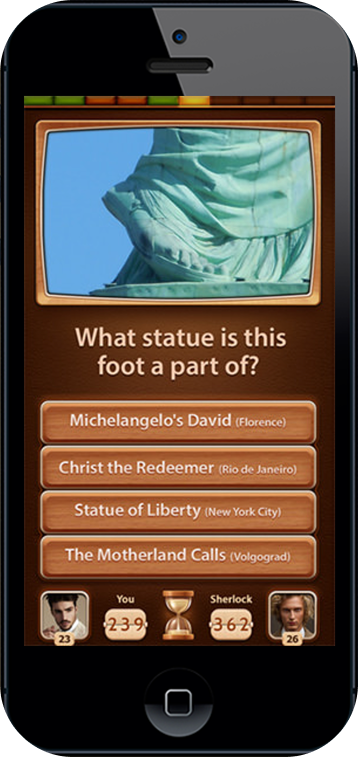 What statue is this
foot a part of?
Michelangelo's David (Florence)
Christ the Redeemer (Rio de Janeiro)
Statue of Liberty (New York City)
The Motherland Calls (Volgograd)
You
Sherlock
239
362
23
26